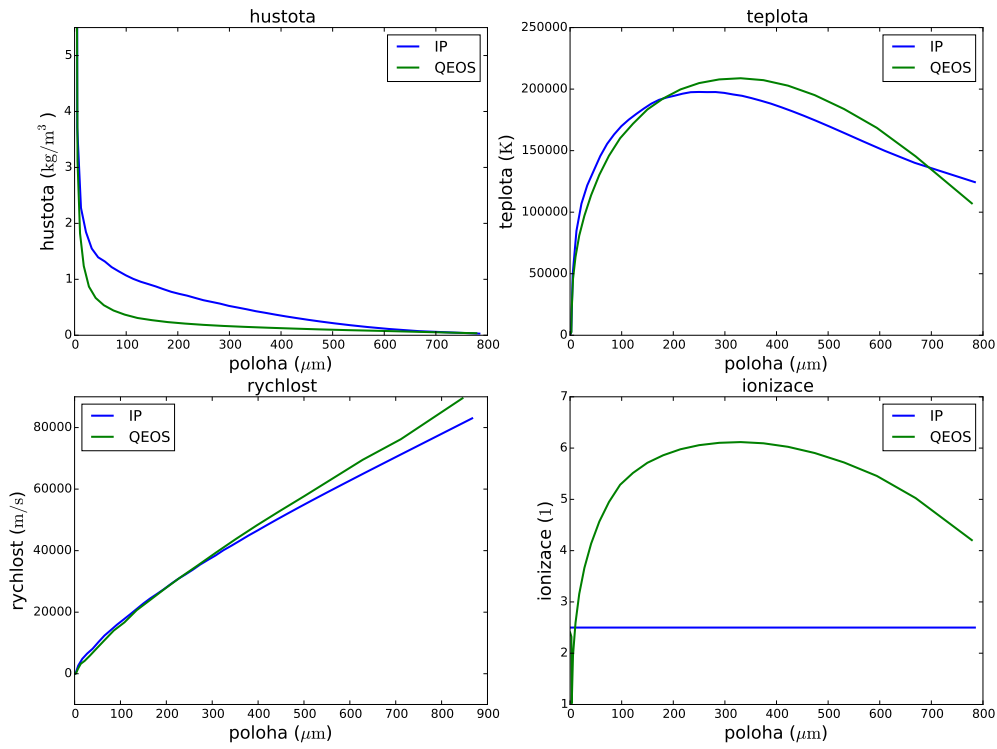 hustota
5
4
3
2
1
0
hustota (kg/m³ )
0 100 200 300 400 500 600 700 800
poloha (μm)
IP
QEOS
teplota
250000
200000
150000
100000
50000
0
teplota (K)
0 100 200 300 400 500 600 700 800
poloha (μm)
IP
QEOS
rychlost
80000
60000
40000
20000
0
rychlost (m/s)
0 100 200 300 400 500 600 700 800 900
poloha (μm)
IP
QEOS
ionizace
7
6
5
4
3
2
1
ionizace (1)
0 100 200 300 400 500 600 700 800
poloha (μm)
IP
QEOS